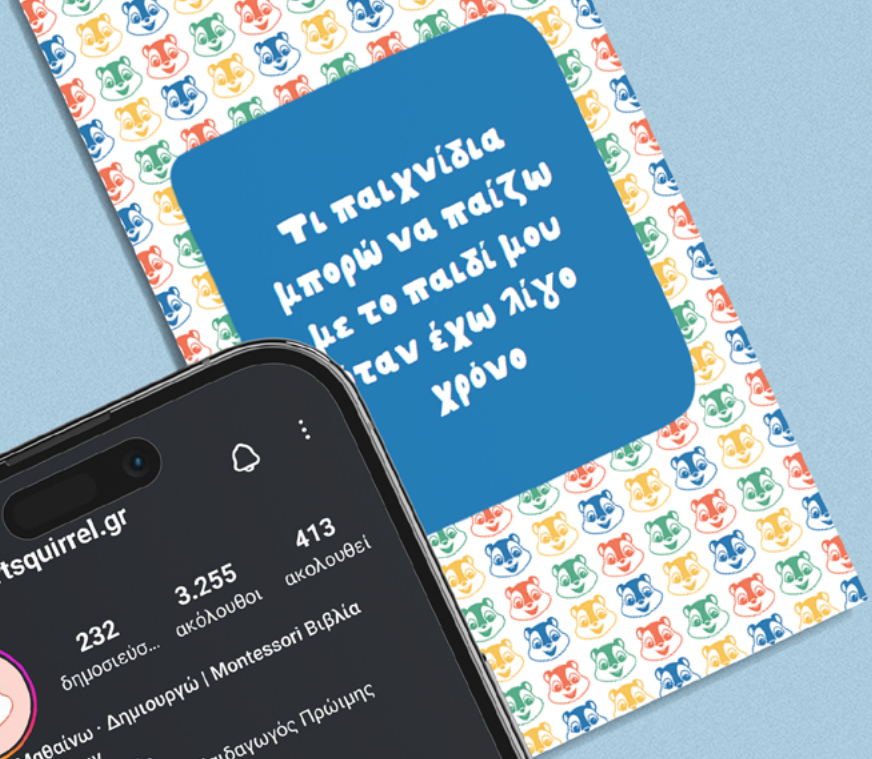 Τι παιχνίδια
μπορώ να παίζω
με το παιδί μου
όταν έχω λίγο
χρόνο
tsquirrel.gr
232
δημοσιεύσ...
3.255
ακόλουθοι
413
ακολουθεί
Μαθαίνω · Δημιουργώ | Montessori Βιβλία
Πρώιμης